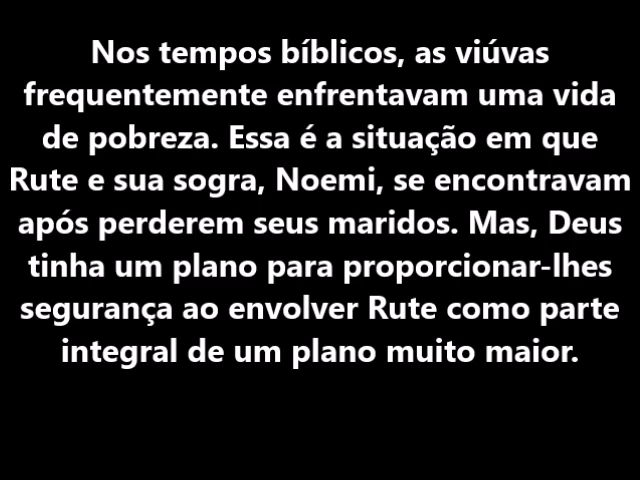 Nos tempos bíblicos, as viúvas
frequentemente enfrentavam uma vida
de pobreza. Essa é a situação em que
Rute e sua sogra, Noemi, se encontravam
após perderem seus maridos. Mas, Deus
tinha um plano para proporcionar-lhes
segurança ao envolver Rute como parte
integral de um plano muito maior.